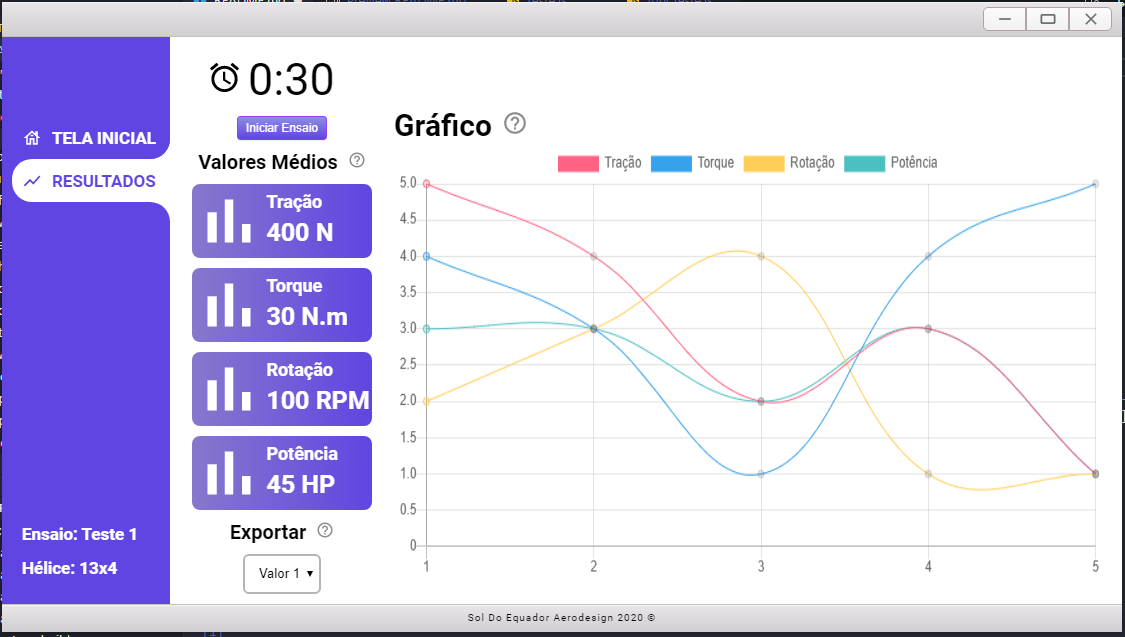 0:30
Iniciar Ensaio
TELA INICIAL
RESULTADOS
Ensaio: Teste 1
Hélice: 13x4
Valores Médios ?
Tração
400 N
Torque
30 N.m
Rotação
100 RPM
Potência
45 HP
Exportar ?
Valor 1
Gráfico ?
Tração Torque Rotação Potência
5.0
4.5
4.0
3.5
3.0
2.5
2.0
1.5
1.0
0.5
0
1 2 3 4 5
Sol Do Equador Aerodesign 2020 ©